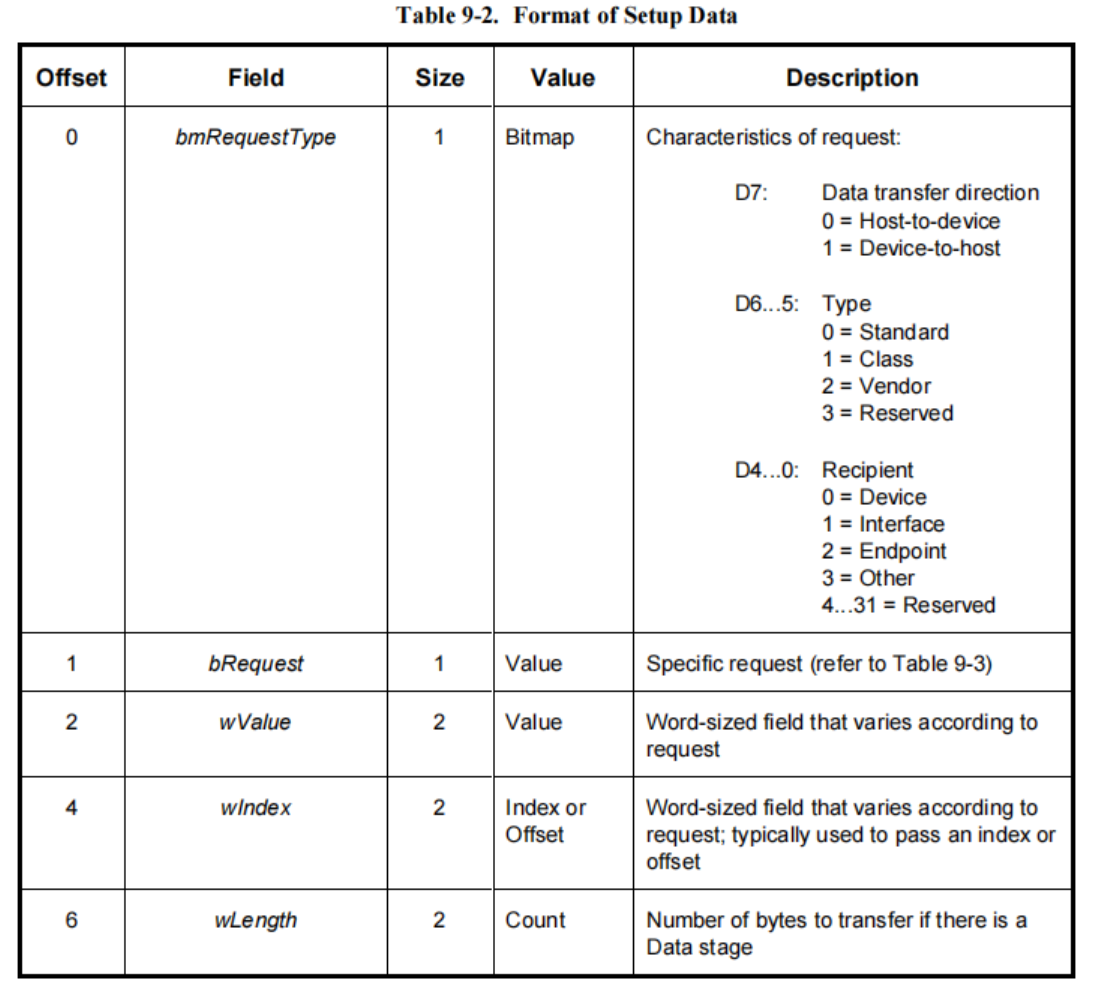 Table 9-2. Format of Setup Data
Offset Field Size Value Description
0 bmRequestType 1 Bitmap Characteristics of request:
D7: Data transfer direction
0 = Host-to-device
1 = Device-to-host
D6...5: Type
0 = Standard
1 = Class
2 = Vendor
3 = Reserved
D4...0: Recipient
0 = Device
1 = Interface
2 = Endpoint
3 = Other
4...31 = Reserved
1 bRequest 1 Value Specific request (refer to Table 9-3)
2 wValue 2 Value Word-sized field that varies according to
request
4 wIndex 2 Index or Word-sized field that varies according to
Offset request; typically used to pass an index or
offset
6 wLength 2 Count Number of bytes to transfer if there is a
Data stage